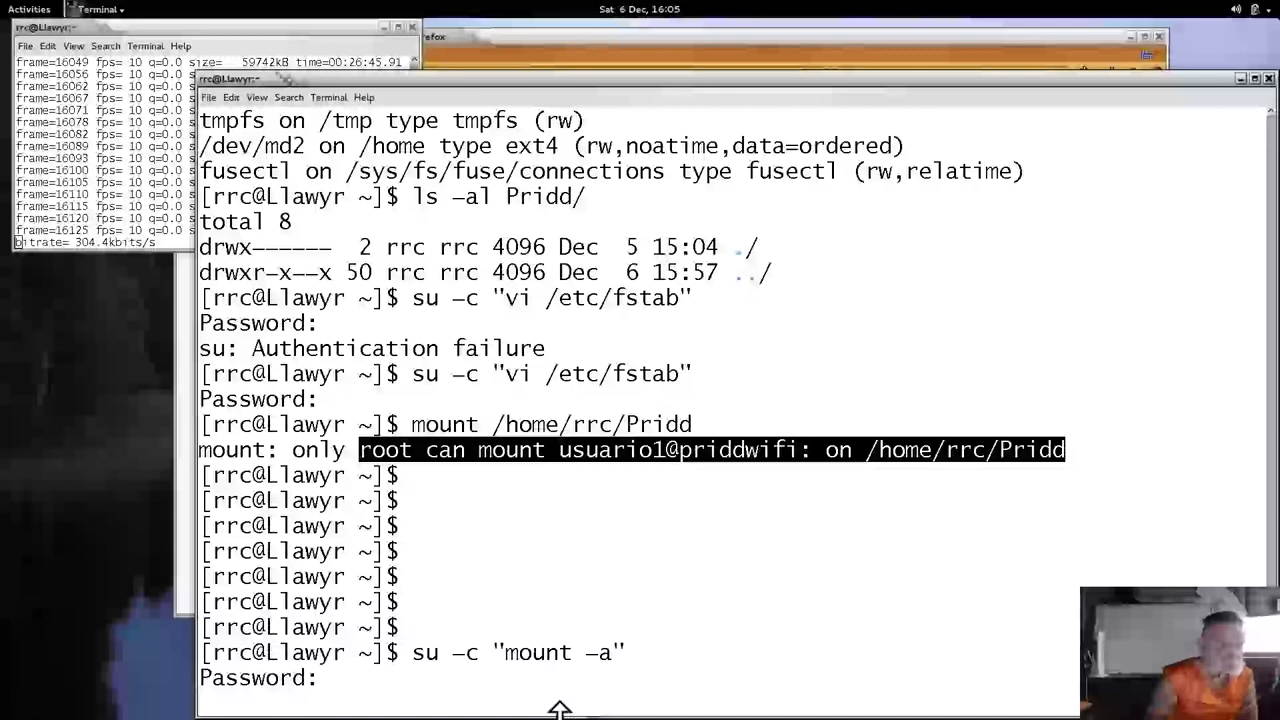 Activities Terminal Sat 6 Dec, 16:05
rrc@Llawyr:~
File Edit View Search Terminal Help
frame=16049 fps= 10 q=0.0 size= 59742kB time=00:26:45.91
frame=16056 fps= 10 q=0.0 s
frame=16062 fps= 10 q=0.0 s
frame=16067 fps= 10 q=0.0 s
frame=16071 fps= 10 q=0.0 s
frame=16078 fps= 10 q=0.0 s
frame=16082 fps= 10 q=0.0 s
frame=16089 fps= 10 q=0.0 s
frame=16093 fps= 10 q=0.0 s
frame=16100 fps= 10 q=0.0 s
frame=16105 fps= 10 q=0.0 s
frame=16110 fps= 10 q=0.0 s
frame=16115 fps= 10 q=0.0 s
frame=16120 fps= 10 q=0.0 s
frame=16125 fps= 10 q=0.0 s
bitrate= 304.4kbits/s
efox
rrc@Llawyr:~
File Edit View Search Terminal Help
tmpfs on /tmp type tmpfs (rw)
/dev/md2 on /home type ext4 (rw,noatime,data=ordered)
fusectl on /sys/fs/fuse/connections type fusectl (rw,relatime)
[rrc@Llawyr ~]$ ls -al Pridd/
total 8
drwx------ 2 rrc rrc 4096 Dec 5 15:04 ./
drwxr-x--x 50 rrc rrc 4096 Dec 6 15:57 ../
[rrc@Llawyr ~]$ su -c "vi /etc/fstab"
Password:
su: Authentication failure
[rrc@Llawyr ~]$ su -c "vi /etc/fstab"
Password:
[rrc@Llawyr ~]$ mount /home/rrc/Pridd
mount: only root can mount usuario1@priddwifi: on /home/rrc/Pridd
[rrc@Llawyr ~]$
[rrc@Llawyr ~]$
[rrc@Llawyr ~]$
[rrc@Llawyr ~]$
[rrc@Llawyr ~]$
[rrc@Llawyr ~]$
[rrc@Llawyr ~]$
[rrc@Llawyr ~]$ su -c "mount -a"
Password: